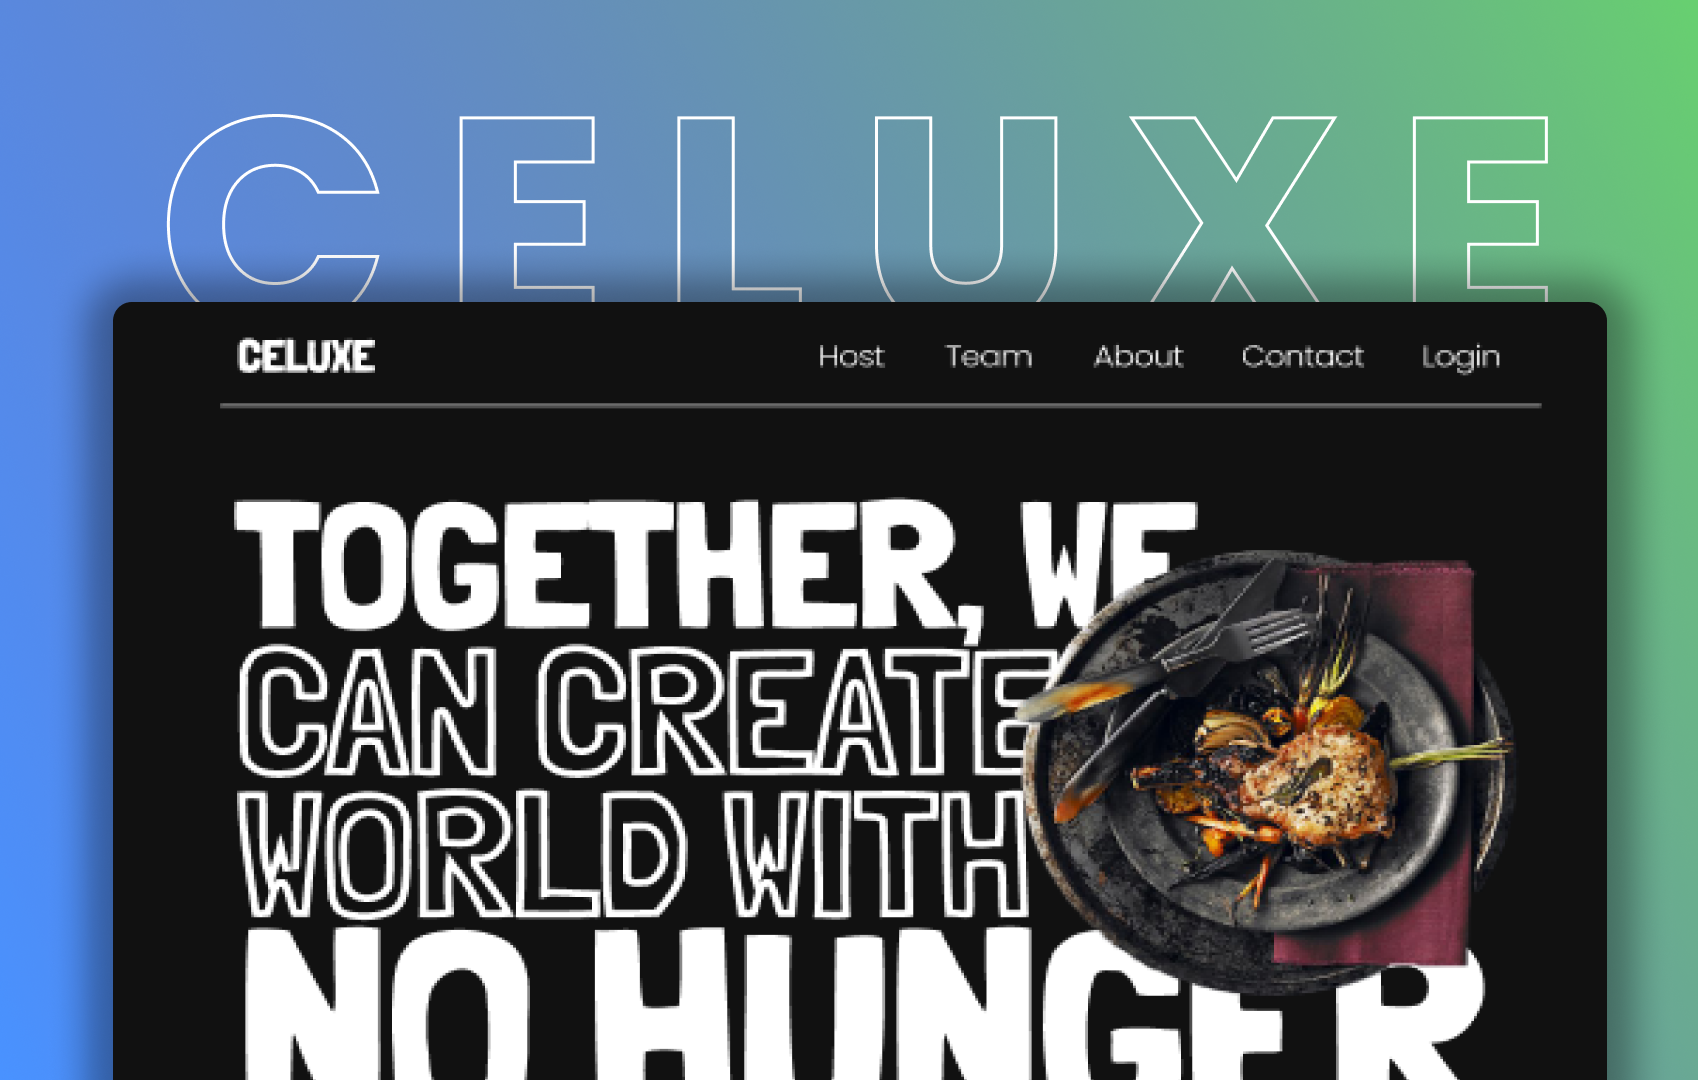 CELUXE
CELUXE
Host Team About Contact Login
TOGETHER, WE
CAN CREATE
WORLD WITH
NO HUNGER